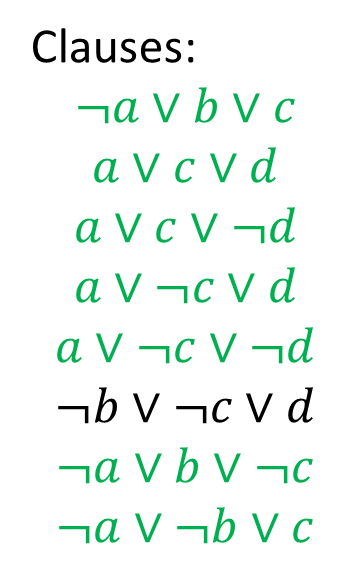 Clauses:
¬a ∨ b ∨ c
a ∨ c ∨ d
a ∨ c ∨ ¬d
a ∨ ¬c ∨ d
a ∨ ¬c ∨ ¬d
¬b ∨ ¬c ∨ d
¬a ∨ b ∨ ¬c
¬a ∨ ¬b ∨ c